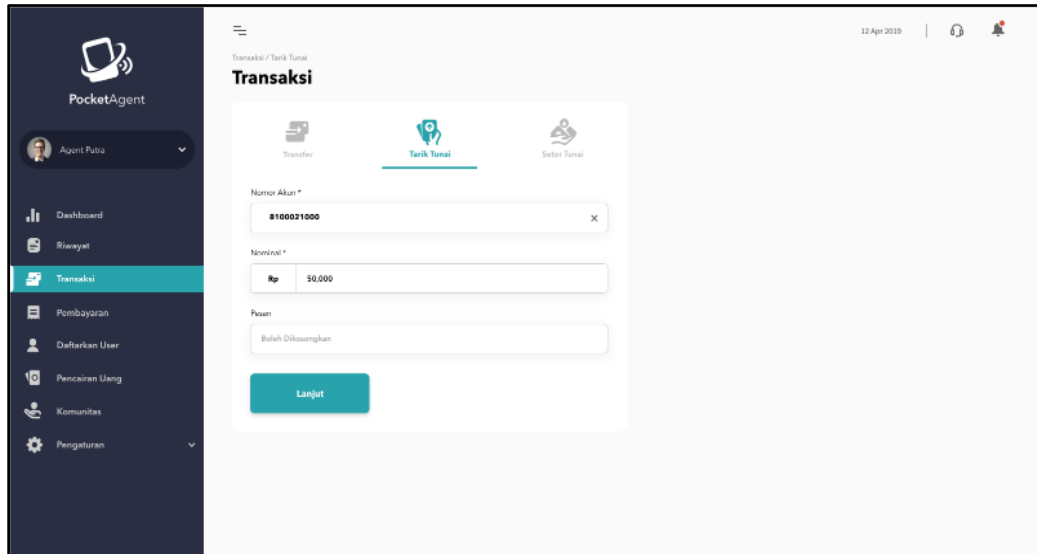 PocketAgent
Agent Putra
Dashboard
Riwayat
Transaksi
Pembayaran
Daftarkan User
Pencairan Uang
Komunitas
Pengaturan
12 Apr 2019
Transaksi / Tarik Tunai
Transaksi
Transfer
Tarik Tunai
Setor Tunai
Nomor Akun *
8100021000
Nominal *
Rp 50,000
Pesan
Boleh Dikosongkan
Lanjut